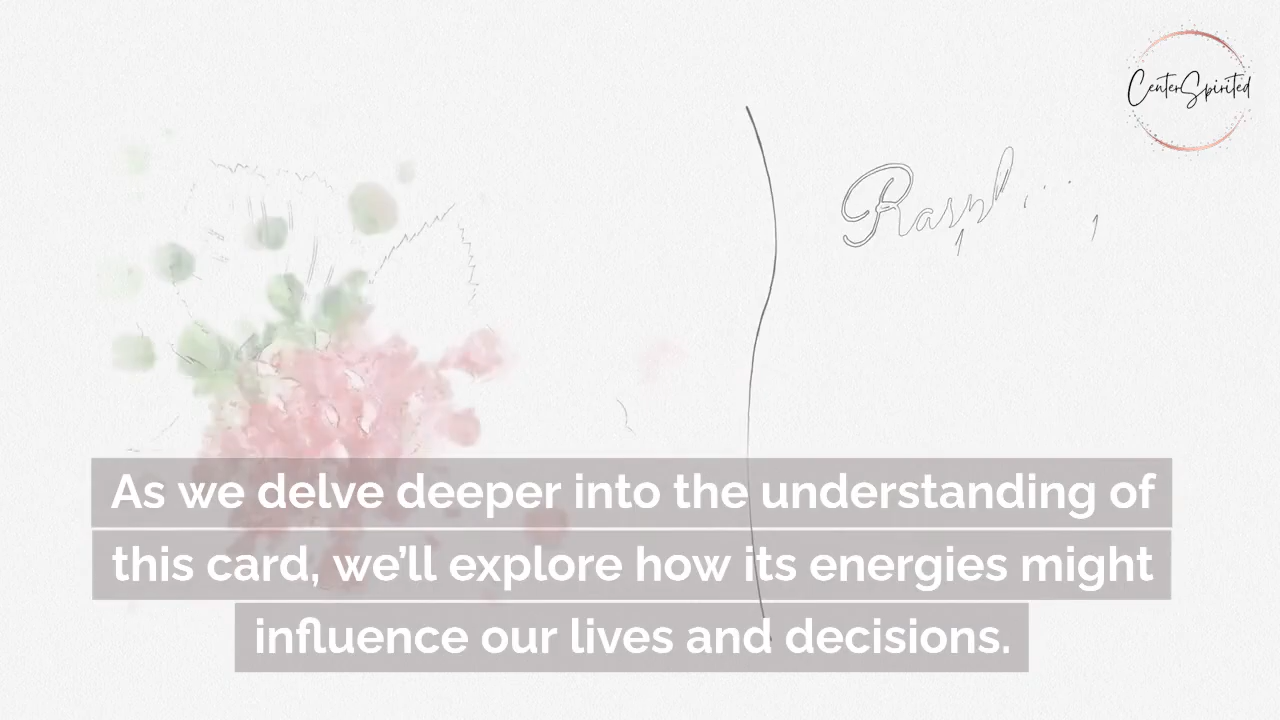 CenterSpirited
As we delve deeper into the understanding of
this card, we’ll explore how its energies might
influence our lives and decisions.